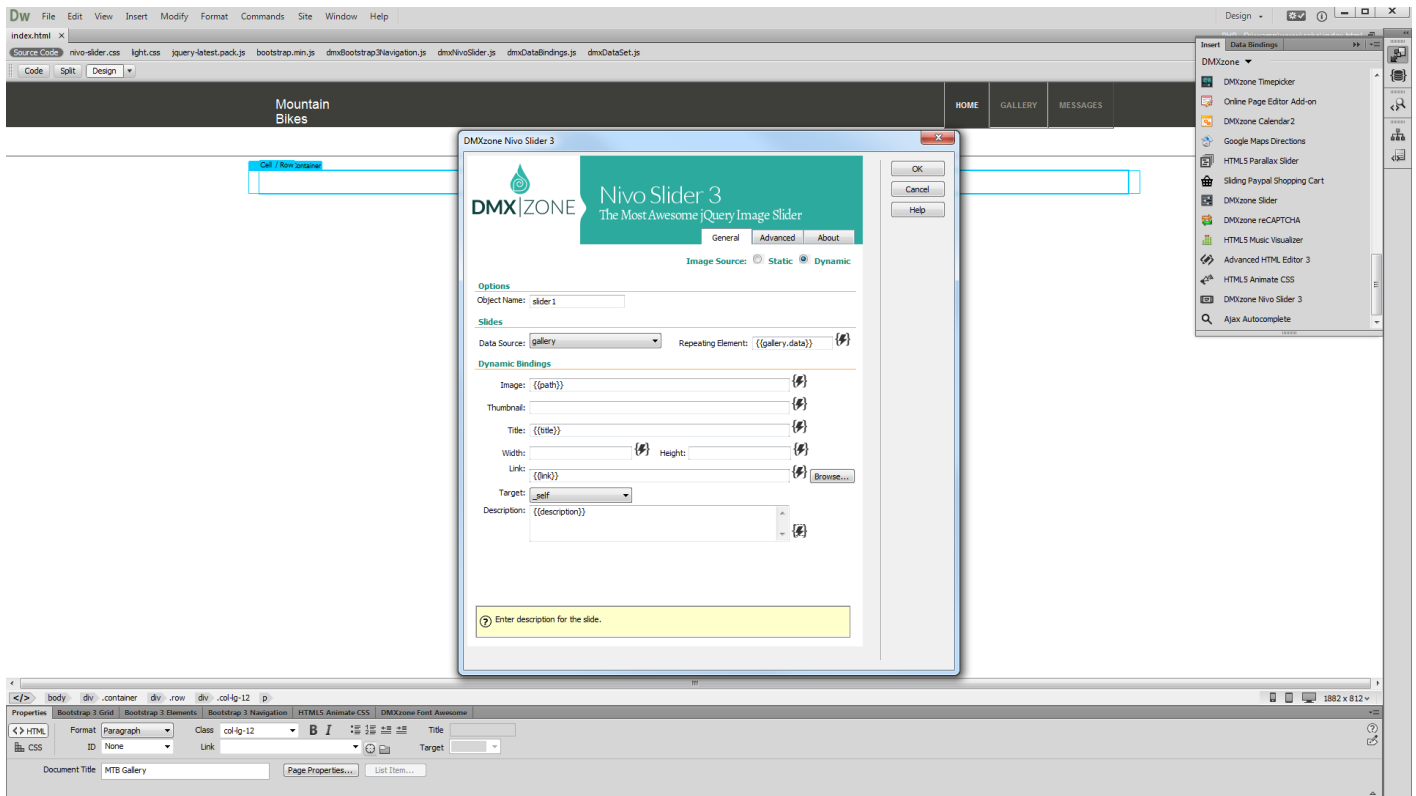 Dw File Edit View Insert Modify Format Commands Site Window Help Design
index.html ×
Source Code nivo-slider.css light.css jquery-latest.pack.js bootstrap.min.js dmxBootstrap3Navigation.js dmxNivoSlider.js dmxDataBindings.js dmxDataSet.js
Code Split Design
Mountain
Bikes
HOME GALLERY MESSAGES
Cell / Row
DMXzone Nivo Slider 3
DMX ZONE
Nivo Slider 3
The Most Awesome jQuery Image Slider
General Advanced About
OK
Cancel
Help
Image Source: Static Dynamic
Options
Object Name: slider1
Slides
Data Source: gallery Repeating Element: {{gallery.data}}
Dynamic Bindings
Image: {{path}}
Thumbnail:
Title: {{title}}
Width: Height:
Link: {{link}} Browse...
Target: _self
Description: {{description}}
Enter description for the slide.
Insert Data Bindings
DMXzone
DMXzone Timepicker
Online Page Editor Add-on
DMXzone Calendar2
Google Maps Directions
HTML5 Parallax Slider
Sliding Paypal Shopping Cart
DMXzone Slider
DMXzone reCAPTCHA
HTML5 Music Visualizer
Advanced HTML Editor 3
HTML5 Animate CSS
DMXzone Nivo Slider 3
Ajax Autocomplete
</> body div .container div .row div .col-lg-12 p 1882 x 812
Properties Bootstrap 3 Grid Bootstrap 3 Elements Bootstrap 3 Navigation HTML5 Animate CSS DMXzone Font Awesome
<> HTML Format Paragraph Class col-lg-12 B I Title
CSS ID None Link Target
Document Title MTB Gallery Page Properties... List Item...